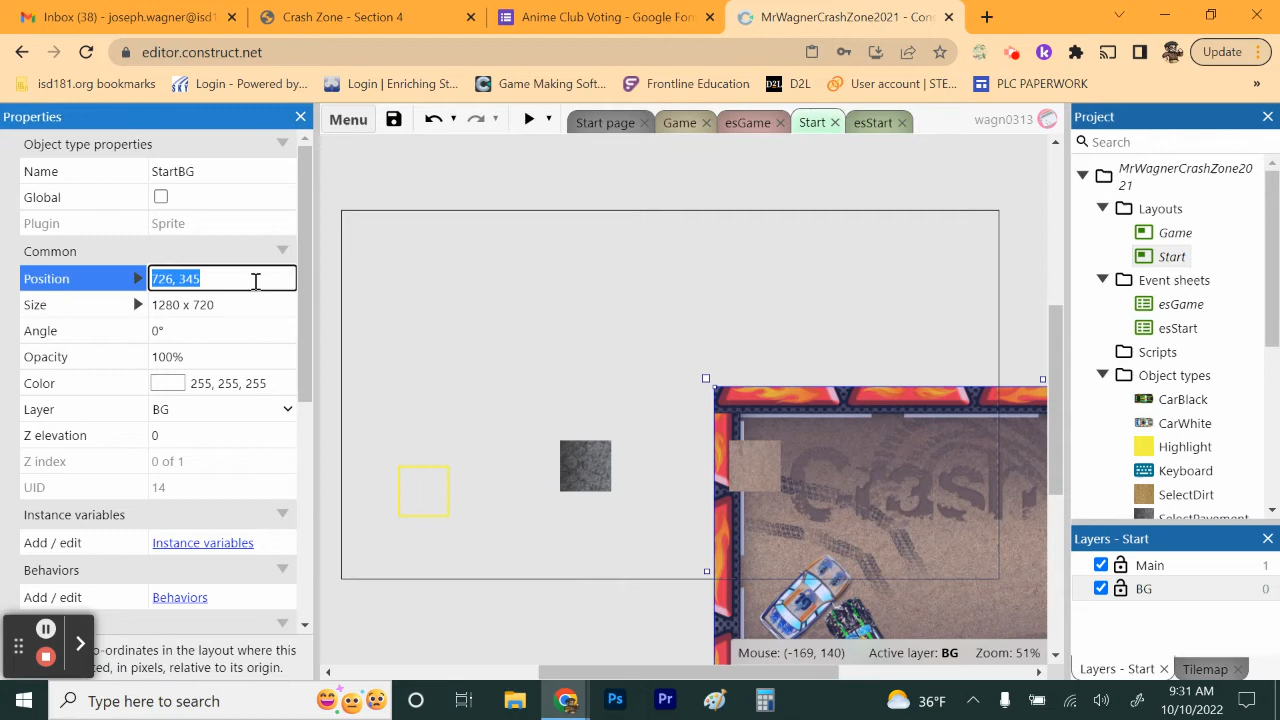 Inbox (38) - joseph.wagner@isd1
Crash Zone - Section 4
Anime Club Voting - Google For
MrWagnerCrashZone2021 - Cons
editor.construct.net
Update
isd181.org bookmarks
Login - Powered by...
Login | Enriching St...
Game Making Soft...
Frontline Education
D2L
D2L
User account | STE...
PLC PAPERWORK
»
Properties
Menu
Start page
Game
esGame
Start
esStart
wagn0313
Project
Object type properties
Search
Name
StartBG
MrWagnerCrashZone20
21
Global
Layouts
Plugin
Sprite
Game
Common
Start
Position
726, 345
Event sheets
Size
1280 x 720
esGame
Angle
0°
esStart
Opacity
100%
Scripts
Color
255, 255, 255
Object types
Layer
BG
CarBlack
CarWhite
Z elevation
0
Highlight
Z index
0 of 1
Keyboard
UID
14
SelectDirt
Instance variables
SelectPavement
Add / edit
Instance variables
Layers - Start
Behaviors
Main
1
Add / edit
Behaviors
BG
0
o-ordinates in the layout where this
ted, in pixels, relative to its origin.
Mouse: (-169, 140)
Active layer: BG
Zoom: 51%
Layers - Start
Tilemap
Type here to search
Ps
Pr
36°F
9:31 AM
10/10/2022